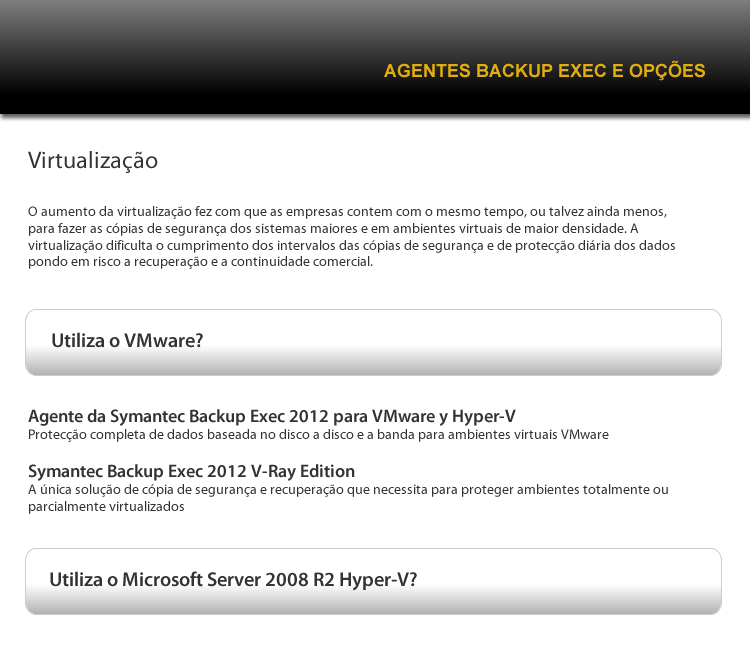 AGENTES BACKUP EXEC E OPÇÕES
Virtualização
O aumento da virtualização fez com que as empresas contem com o mesmo tempo, ou talvez ainda menos,
para fazer as cópias de segurança dos sistemas maiores e em ambientes virtuais de maior densidade. A
virtualização dificulta o cumprimento dos intervalos das cópias de segurança e de protecção diária dos dados
pondo em risco a recuperação e a continuidade comercial.
Utiliza o VMware?
Agente da Symantec Backup Exec 2012 para VMware y Hyper-V
Protecção completa de dados baseada no disco a disco e a banda para ambientes virtuais VMware
Symantec Backup Exec 2012 V-Ray Edition
A única solução de cópia de segurança e recuperação que necessita para proteger ambientes totalmente ou
parcialmente virtualizados
Utiliza o Microsoft Server 2008 R2 Hyper-V?